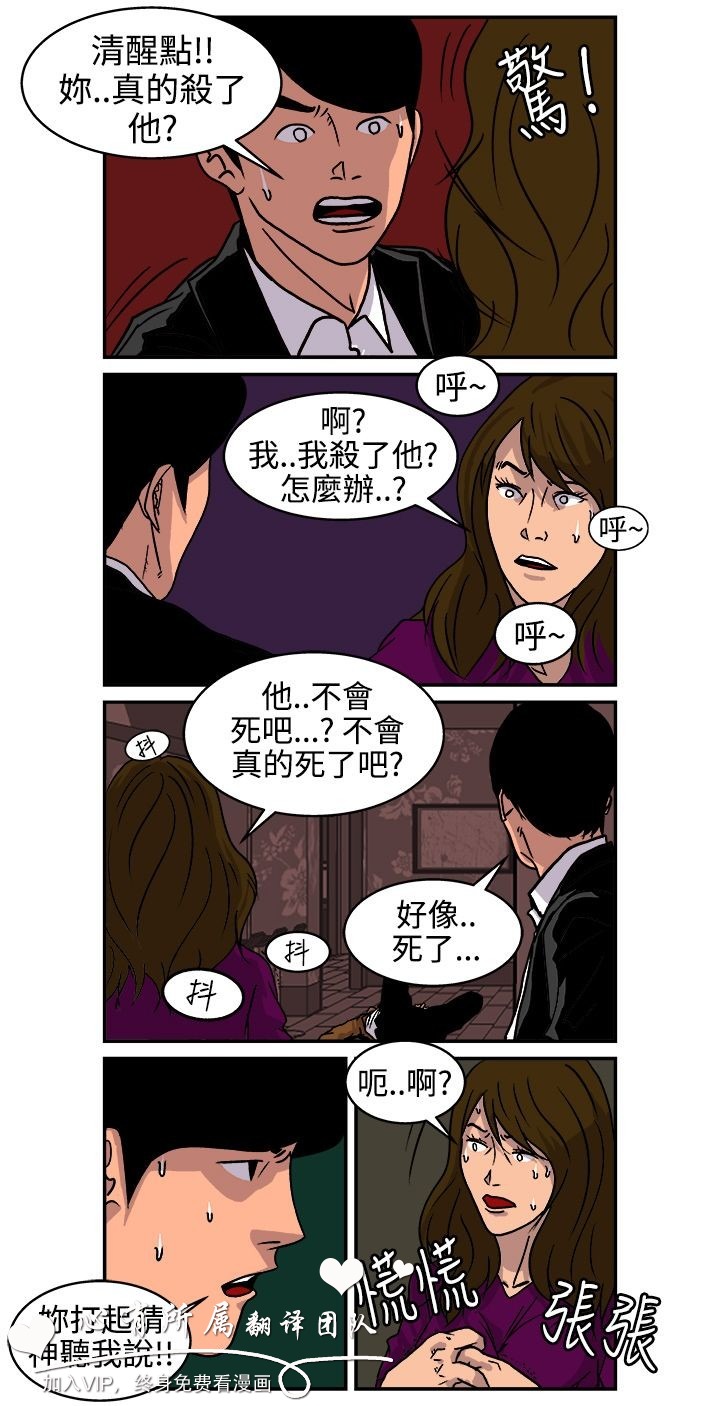 清醒點!!
妳..真的殺了
他?
驚!
呼~
啊?
我..我殺了他?
怎麼辦..?
呼~
呼~
他..不會
死吧...? 不會
真的死了吧?
抖
好像..
死了...
抖
抖
呃..啊?
慌慌
張張
妳打起精
神聽我說!!
所属翻译团队
加入VIP，终身免费看漫画